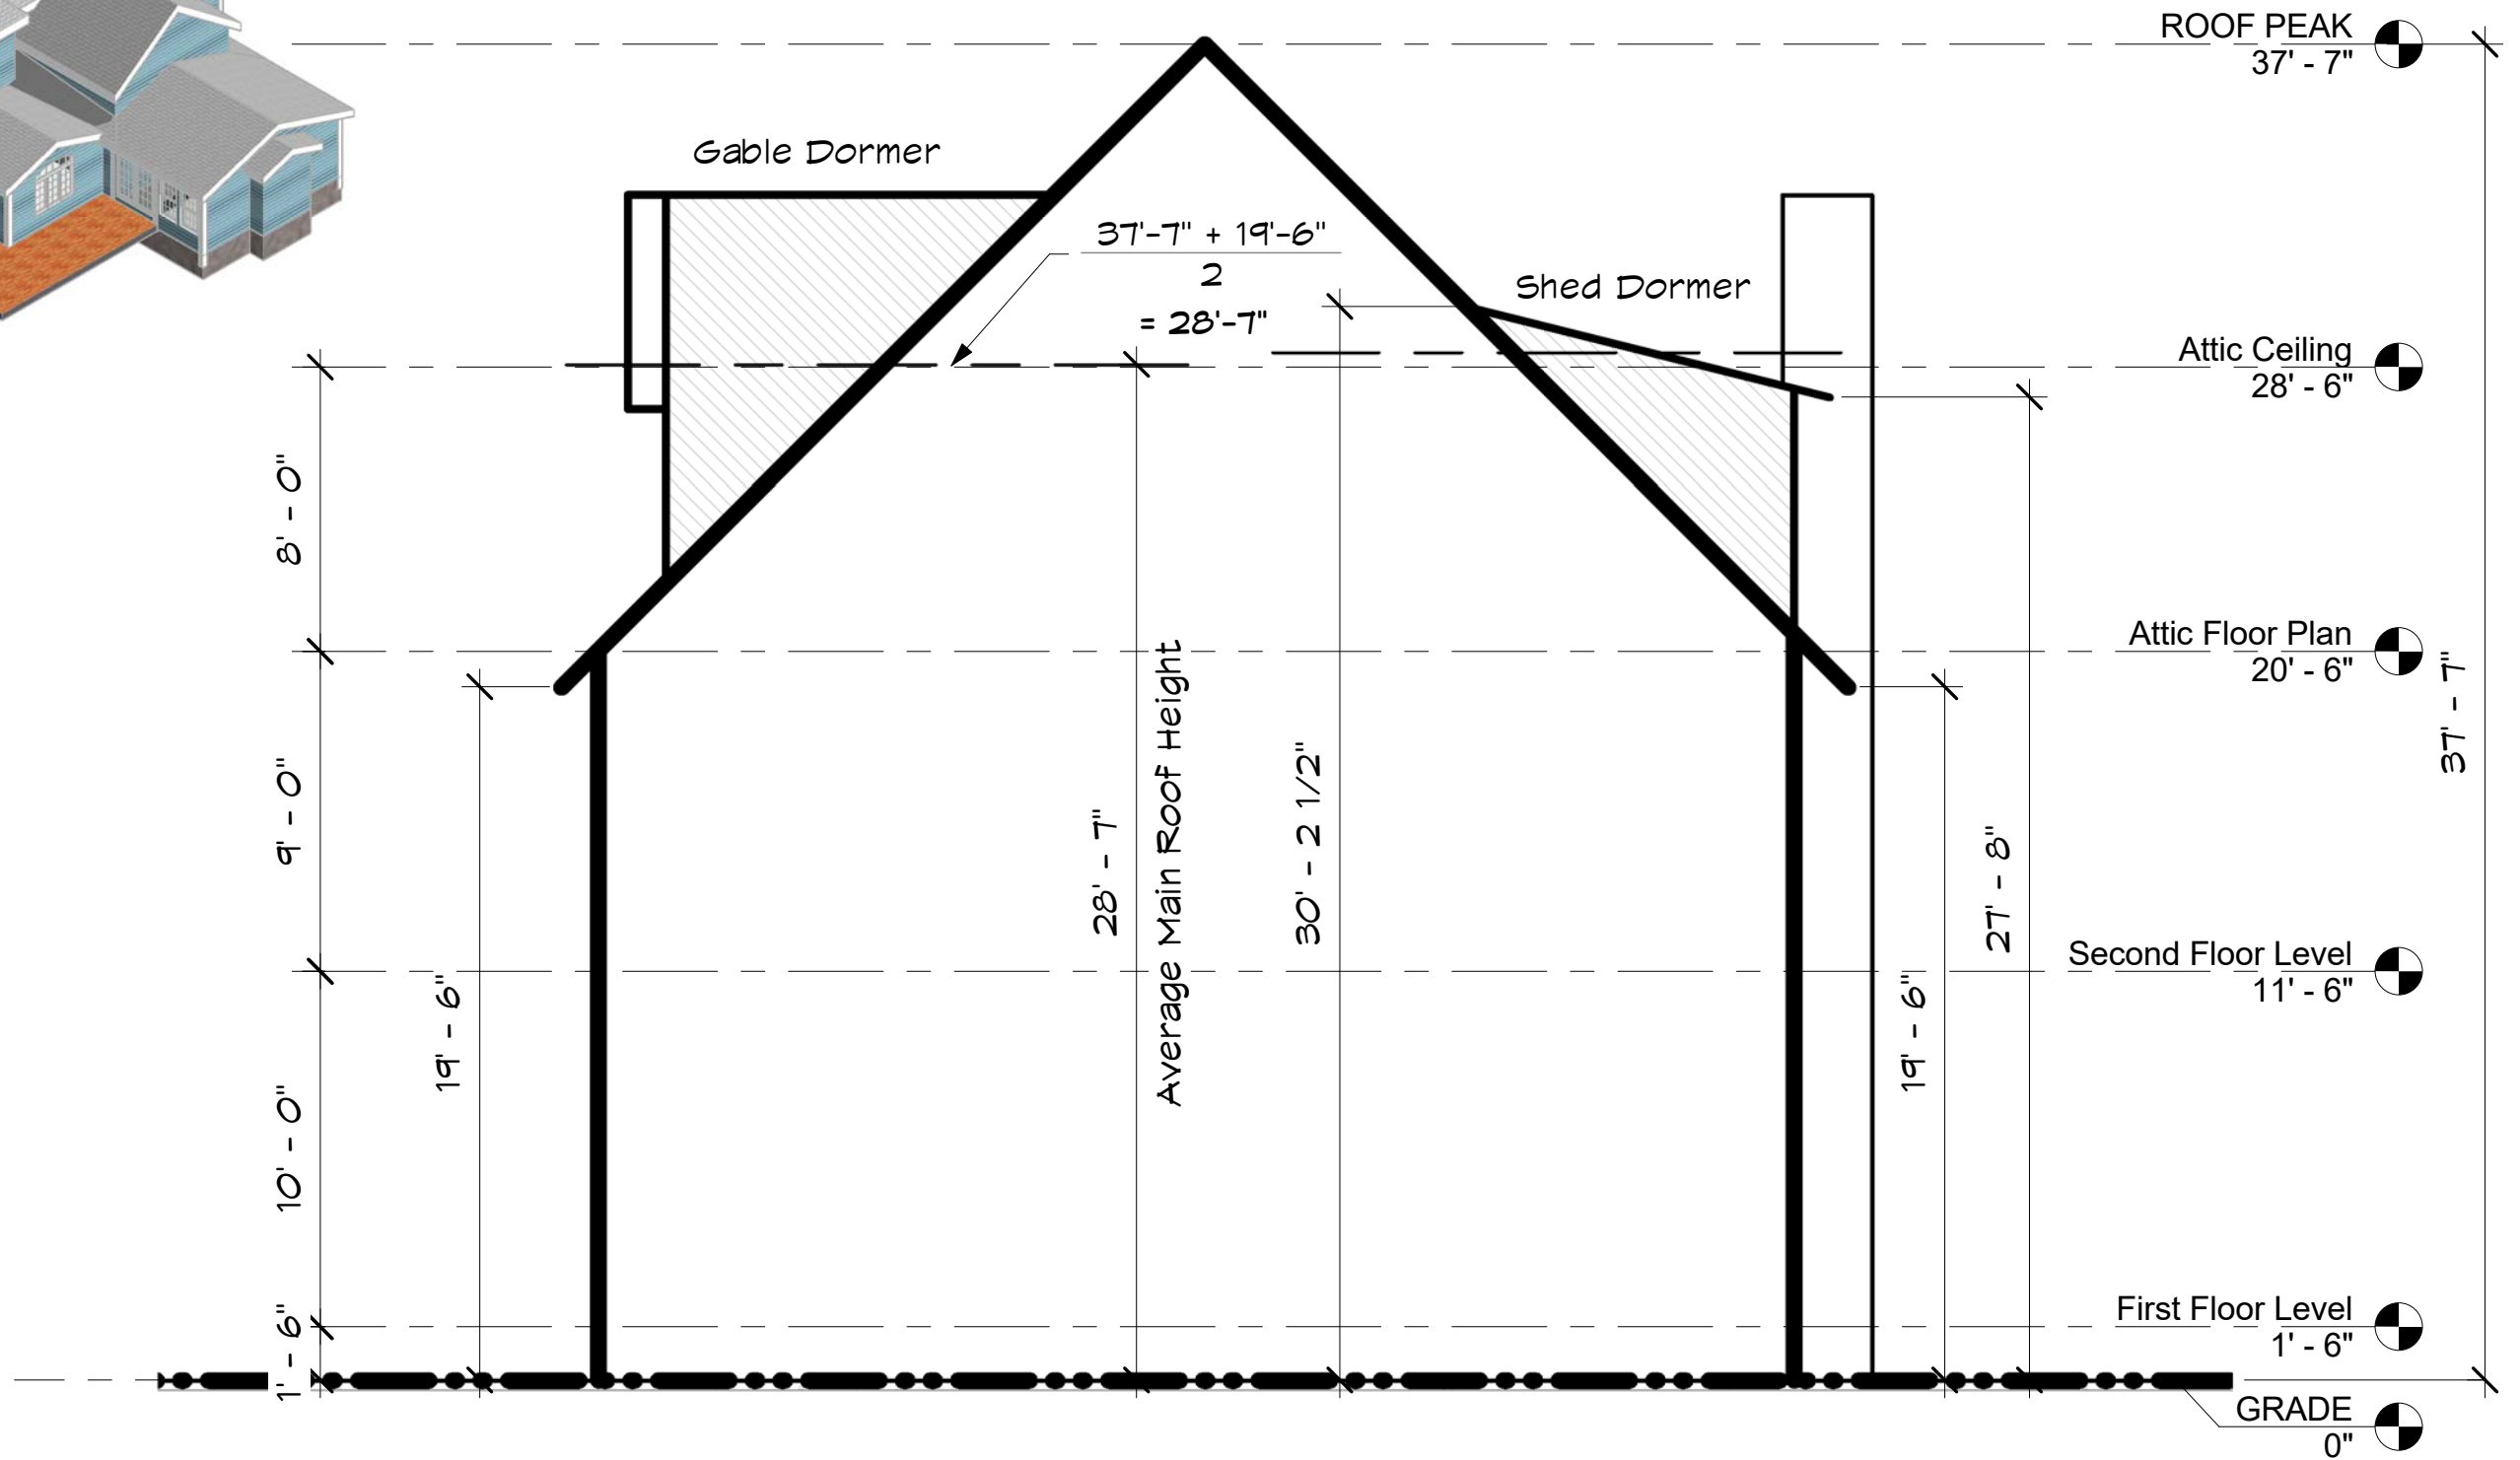 ROOF PEAK
37' - 7"
Gable Dormer
37'-7" + 19'-6"
2
= 28'-7"
Shed Dormer
Attic Ceiling
28' - 6"
8' - 0"
Attic Floor Plan
20' - 6"
37' - 7"
9' - 0"
28' - 7"
Average Main Roof Height
30' - 2 1/2"
27' - 8"
Second Floor Level
11' - 6"
19' - 6"
19' - 6"
10' - 0"
First Floor Level
1' - 6"
1' - 6"
GRADE
0"